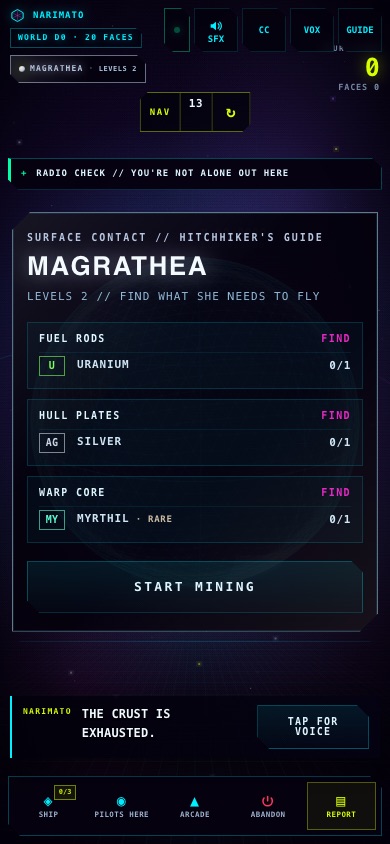 NARIMATO
WORLD D0 · 20 FACES
SFX
CC
VOX
GUIDE
MAGRATHEA · LEVELS 2
0
FACES 0
NAV
13
↻
+ RADIO CHECK // YOU'RE NOT ALONE OUT HERE
SURFACE CONTACT // HITCHHIKER'S GUIDE
MAGRATHEA
LEVELS 2 // FIND WHAT SHE NEEDS TO FLY
FUEL RODS FIND
U URANIUM 0/1
HULL PLATES FIND
AG SILVER 0/1
WARP CORE FIND
MY MYRTHIL · RARE 0/1
START MINING
NARIMATO THE CRUST IS
EXHAUSTED.
TAP FOR
VOICE
0/3
SHIP
PILOTS HERE
ARCADE
ABANDON
REPORT